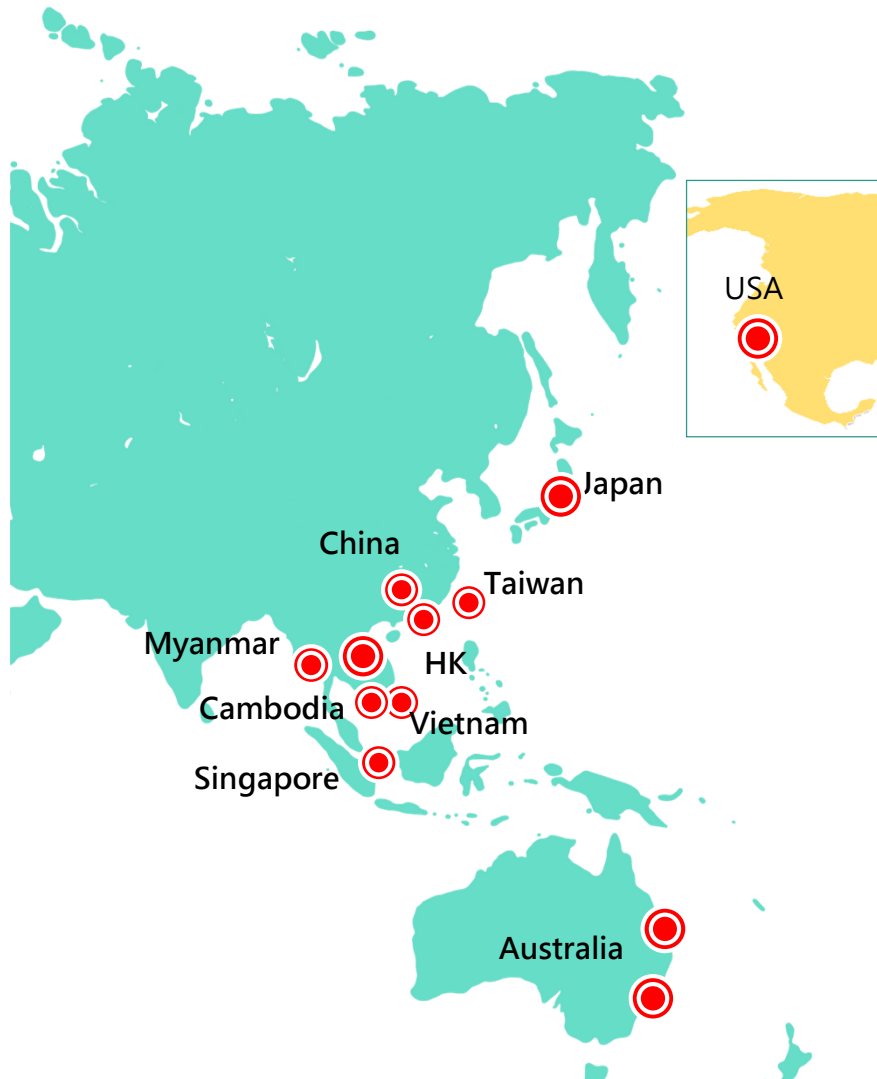 USA
Japan
China
Taiwan
Myanmar
HK
Cambodia
Vietnam
Singapore
Australia